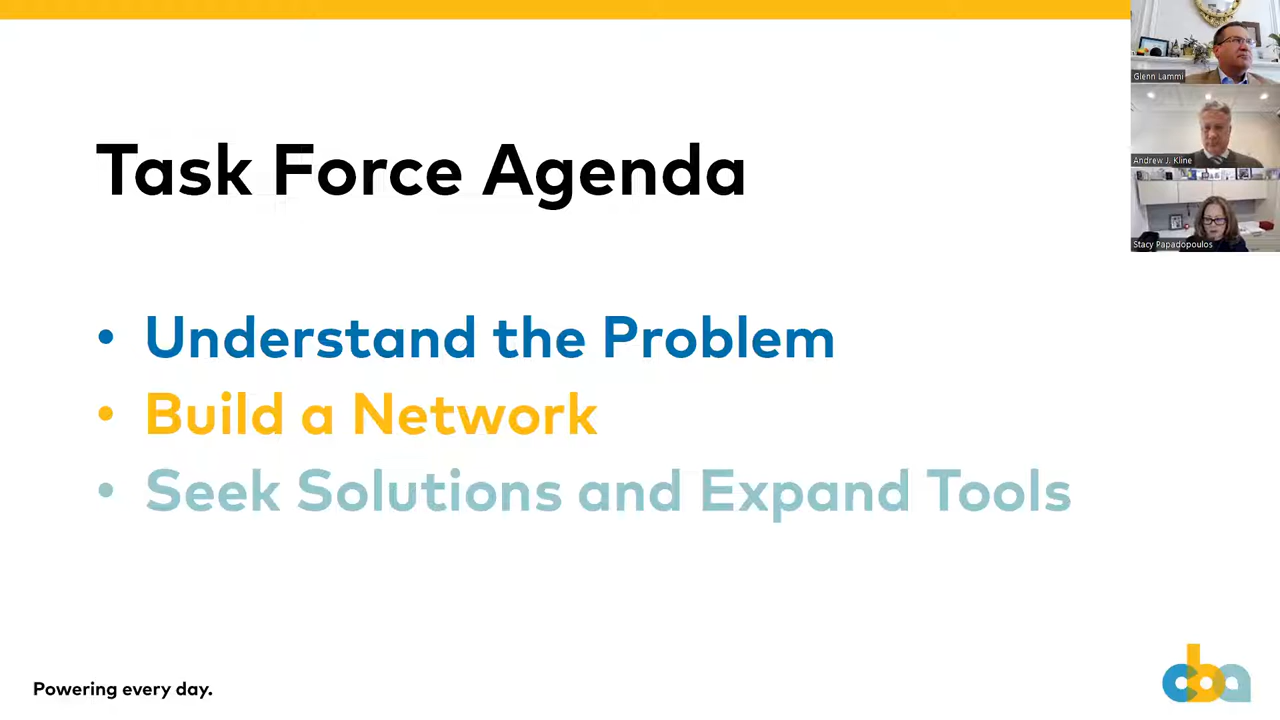 Task Force Agenda
• Understand the Problem
• Build a Network
• Seek Solutions and Expand Tools
Powering every day.
cba
Glenn Lammi
Andrew J. Kline
Stacy Papadopoulos